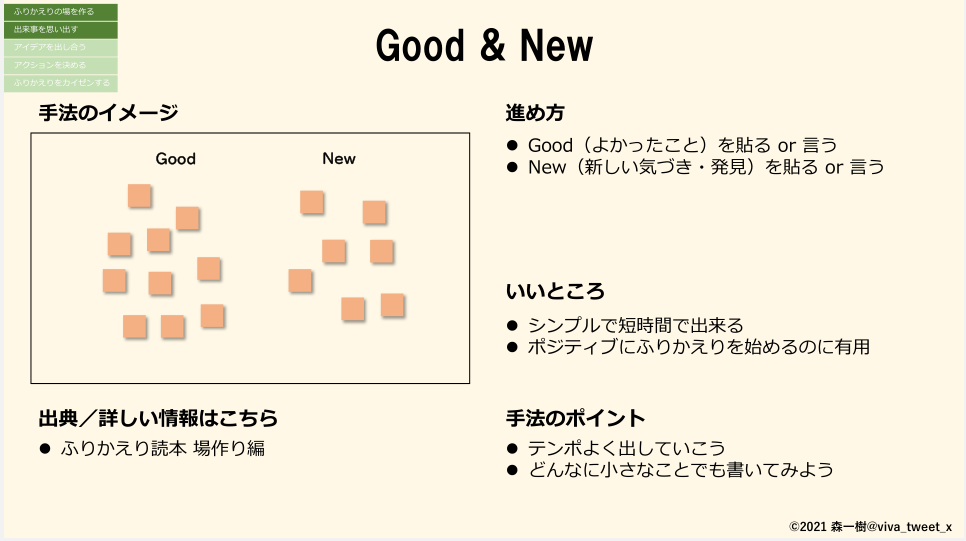 ふりかえりの場を作る
出来事を思い出す
アイデアを出し合う
アクションを決める
ふりかえりをカイゼンする
Good & New
手法のイメージ
Good New
進め方
● Good（よかったこと）を貼る or 言う
● New（新しい気づき・発見）を貼る or 言う
いいところ
● シンプルで短時間で出来る
● ポジティブにふりかえりを始めるのに有用
出典／詳しい情報はこちら
● ふりかえり読本 場作り編
手法のポイント
● テンポよく出していこう
● どんなに小さなことでも書いてみよう
©2021 森一樹@viva_tweet_x